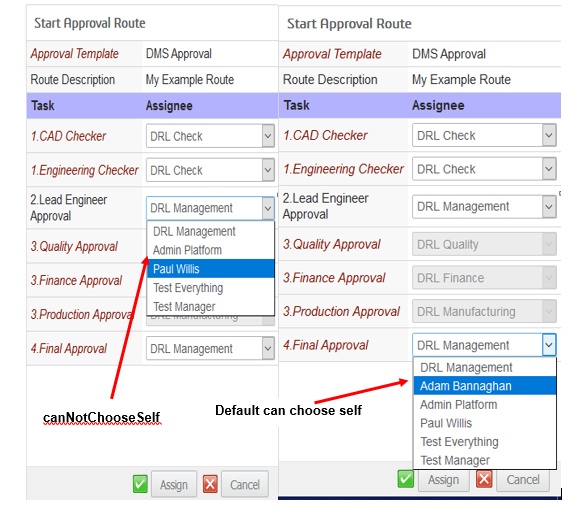 Start Approval Route
Approval Template DMS Approval
Route Description My Example Route
Task Assignee
1.CAD Checker DRL Check
1.Engineering Checker DRL Check
2.Lead Engineer
Approval
DRL Management
DRL Management
Admin Platform
Paul Willis
Test Everything
Test Manager
3.Quality Approval
3.Finance Approval
3.Production Approval
4.Final Approval DRL Management
canNotChooseSelf
Assign Cancel
Start Approval Route
Approval Template DMS Approval
Route Description My Example Route
Task Assignee
1.CAD Checker DRL Check
1.Engineering Checker DRL Check
2.Lead Engineer
Approval
DRL Management
3.Quality Approval DRL Quality
3.Finance Approval DRL Finance
3.Production Approval DRL Manufacturing
4.Final Approval DRL Management
DRL Management
Adam Bannaghan
Admin Platform
Paul Willis
Test Everything
Test Manager
Default can choose self
Assign Cancel